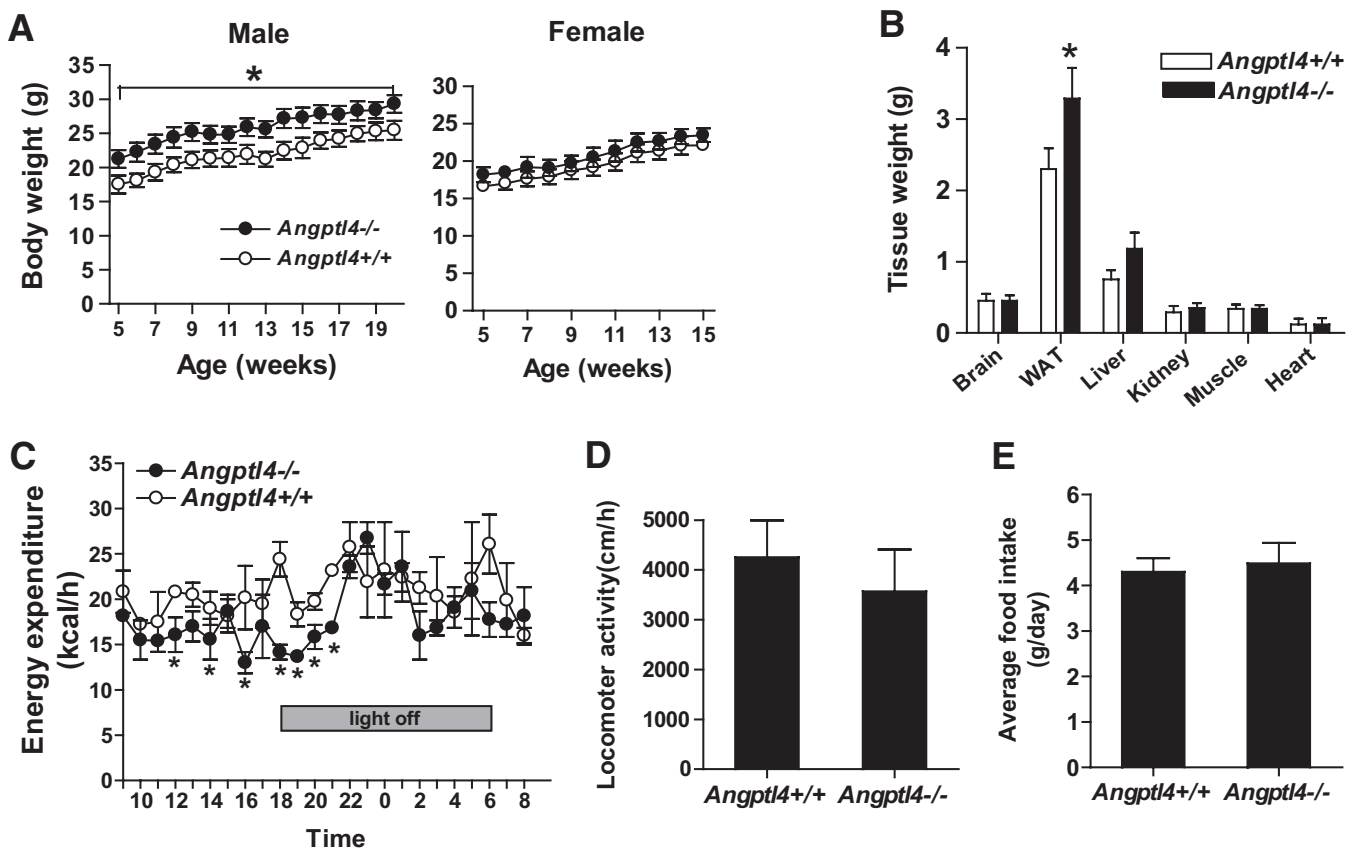 A
Male
Female
Body weight (g)
35
30
25
20
15
10
5
0
*
Angptl4-/-
Angptl4+/+
5 7 9 11 13 15 17 19
Age (weeks)
30
25
20
15
10
5
0
5 7 9 11 13 15
Age (weeks)
B
Tissue weight (g)
4
3
2
1
0
*
Angptl4+/+
Angptl4-/-
Brain
WAT
Liver
Kidney
Muscle
Heart
C
Energy expenditure
(kcal/h)
35
30
25
20
15
10
5
0
Angptl4-/-
Angptl4+/+
* * * * * * *
light off
10 12 14 16 18 20 22 0 2 4 6 8
Time
D
Locomoter activity(cm/h)
5000
4000
3000
2000
1000
0
Angptl4+/+ Angptl4-/-
E
Average food intake
(g/day)
6
5
4
3
2
1
0
Angptl4+/+ Angptl4-/-